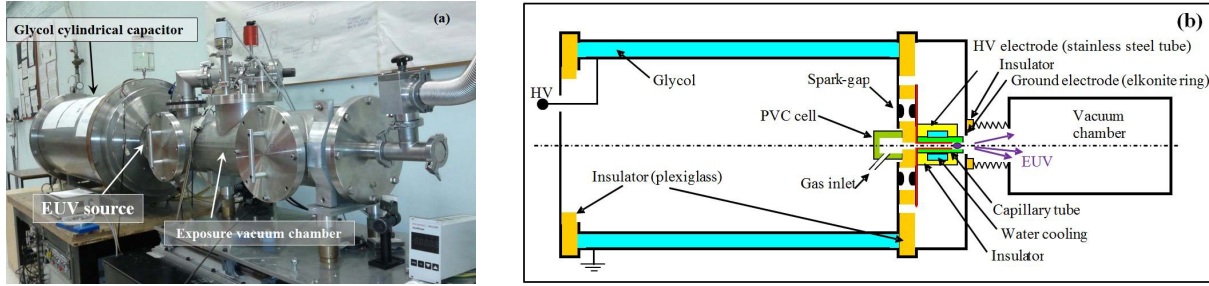 (a)
Glycol cylindrical capacitor
EUV source
Exposure vacuum chamber
(b)
HV electrode (stainless steel tube)
Insulator
Ground electrode (elkonite ring)
Glycol
Spark-gap
HV
PVC cell
Vacuum
chamber
EUV
Gas inlet
Insulator (plexiglass)
Capillary tube
Water cooling
Insulator